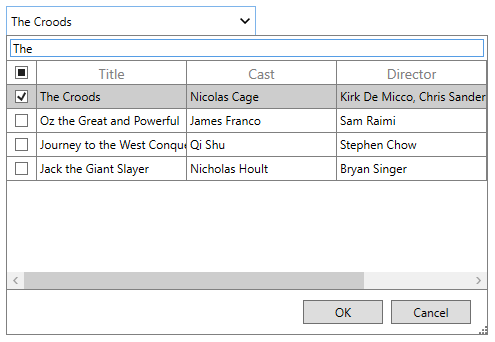 The Croods
The
Title Cast Director
The Croods Nicolas Cage Kirk De Micco, Chris Sander
Oz the Great and Powerful James Franco Sam Raimi
Journey to the West Conqu Qi Shu Stephen Chow
Jack the Giant Slayer Nicholas Hoult Bryan Singer
OK Cancel